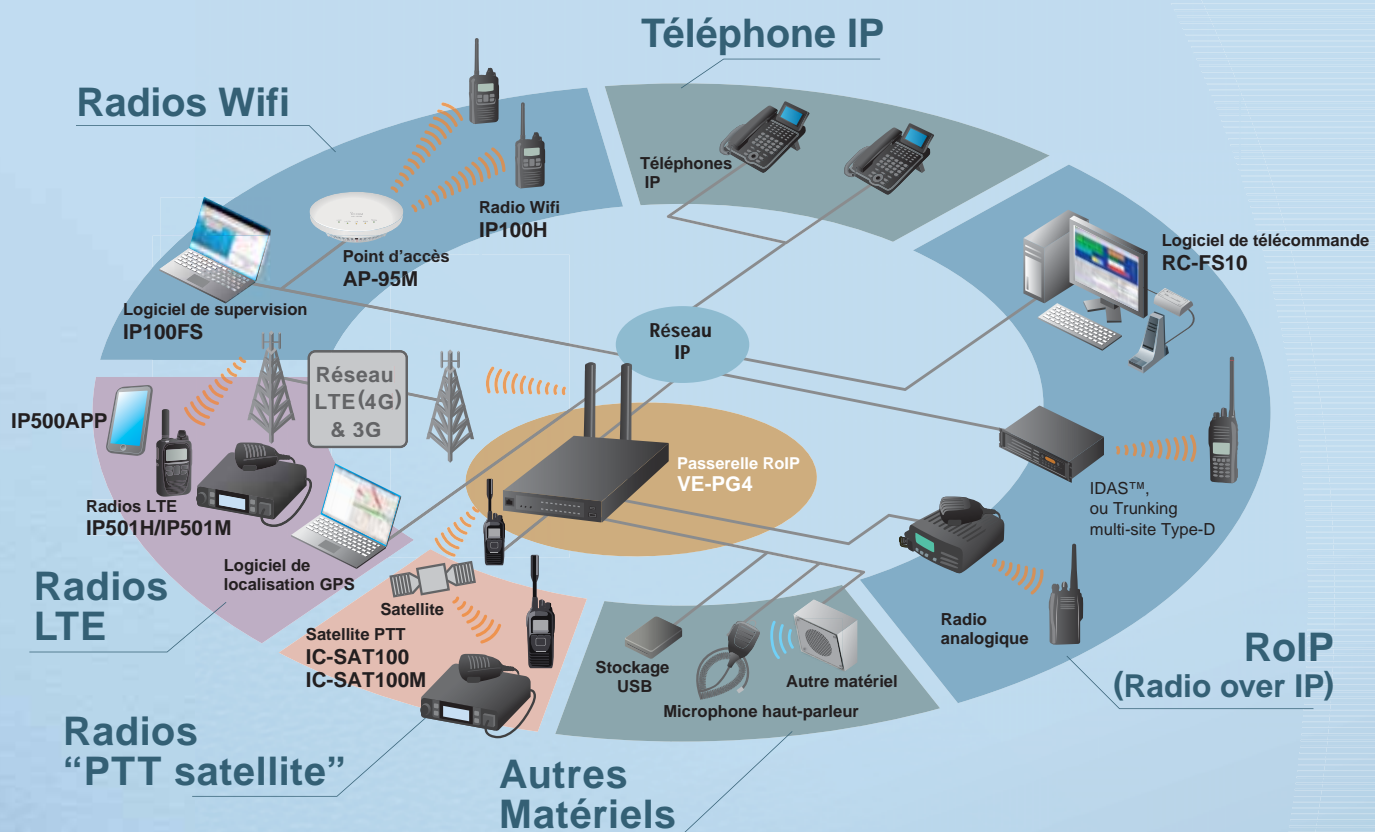 Téléphone IP
Radios Wifi
Téléphones
IP
Radio Wifi
IP100H
Point d'accès
AP-95M
Logiciel de supervision
IP100FS
Logiciel de télécommande
RC-FS10
Réseau
IP
Réseau
LTE(4G)
& 3G
IP500APP
Passerelle RoIP
VE-PG4
Radios LTE
IP501H/IP501M
IDAS™,
ou Trunking
multi-site Type-D
Logiciel de
localisation GPS
Radios
LTE
Satellite
Satellite PTT
IC-SAT100
IC-SAT100M
Radio
analogique
Stockage
USB
Autre matériel
Microphone haut-parleur
RoIP
(Radio over IP)
Radios
“PTT satellite”
Autres
Matériels